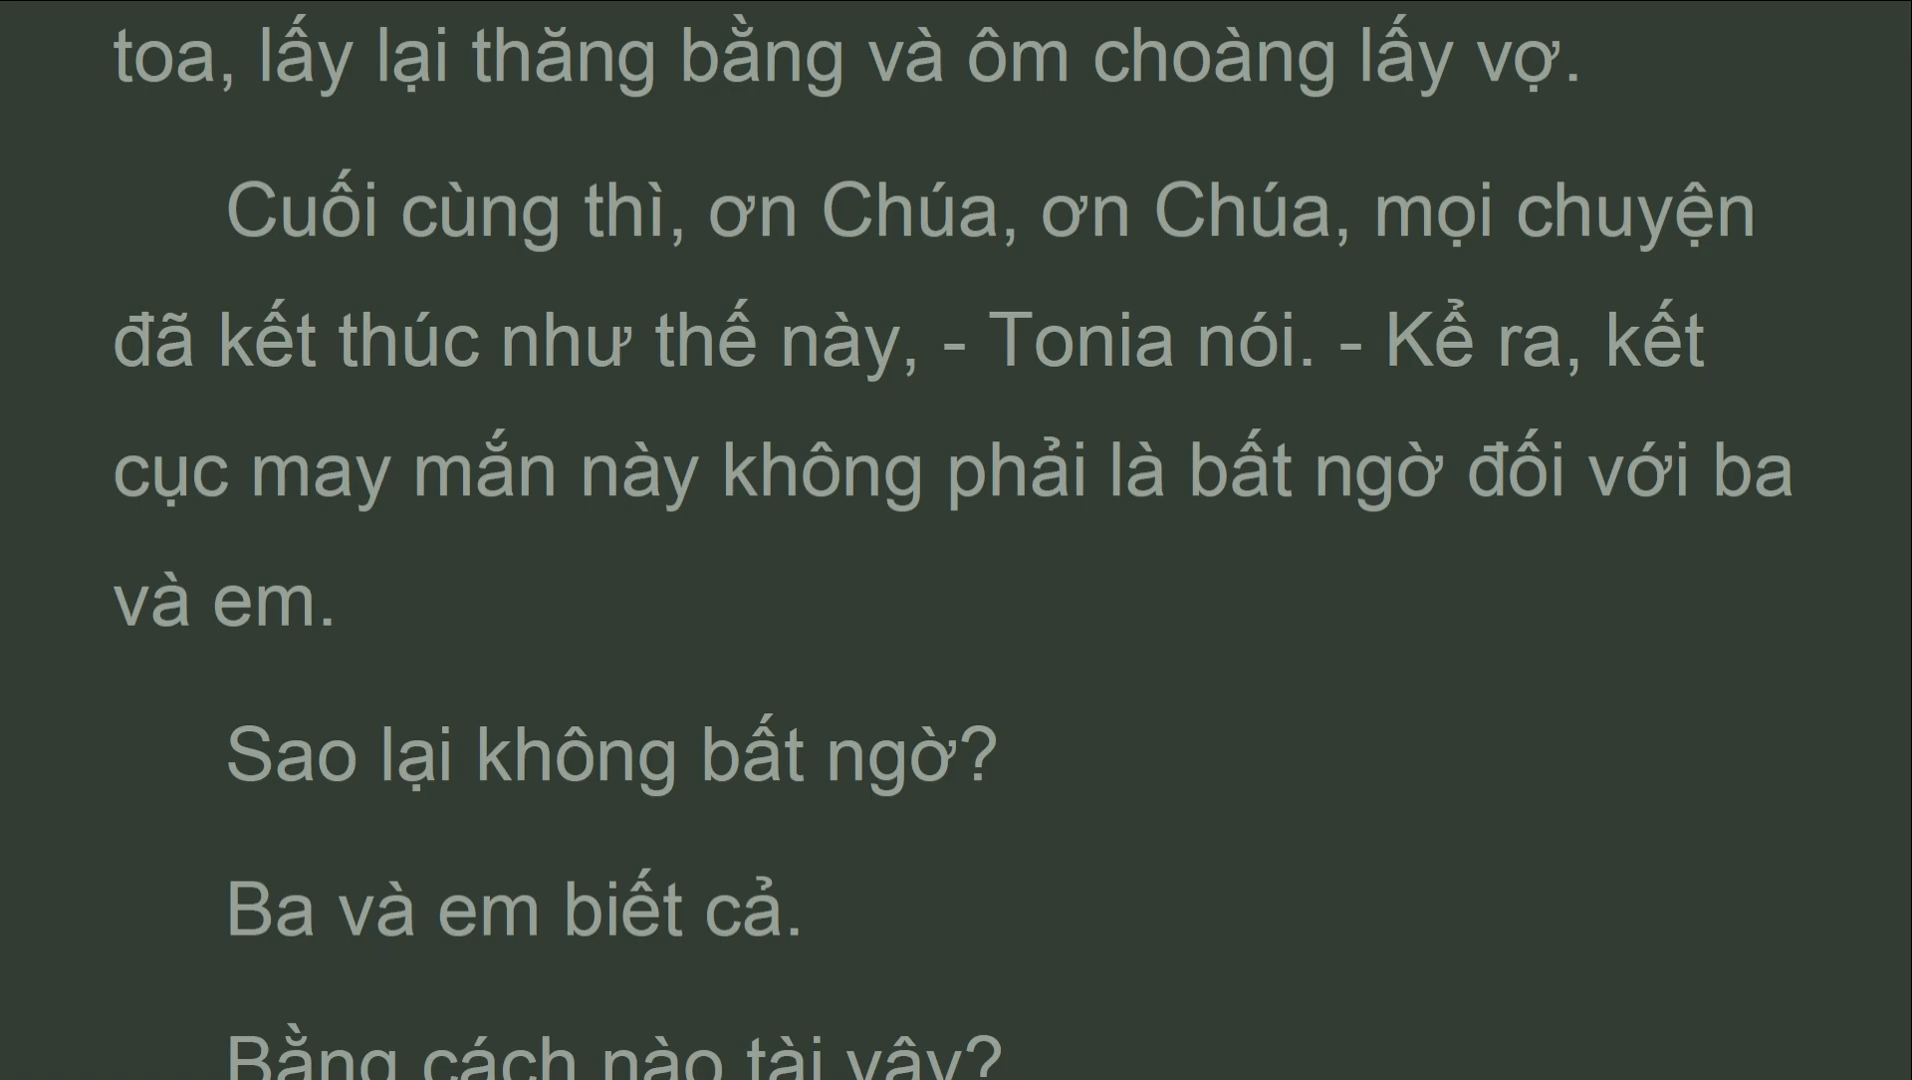 toa, lấy lại thăng bằng và ôm choàng lấy vợ.
Cuối cùng thì, ơn Chúa, ơn Chúa, mọi chuyện
đã kết thúc như thế này, - Tonia nói. - Kể ra, kết
cục may mắn này không phải là bất ngờ đối với ba
và em.
Sao lại không bất ngờ?
Ba và em biết cả.
Bằng cách nào tài vậy?